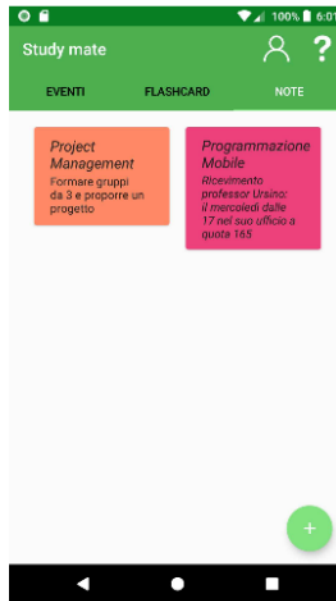 100% 6:01
Study mate ?
EVENTI FLASHCARD NOTE
Project
Management
Formare gruppi
da 3 e proporre un
progetto
Programmazione
Mobile
Ricevimento
professor Ursino:
il mercoledì dalle
17 nel suo ufficio a
quota 165
+